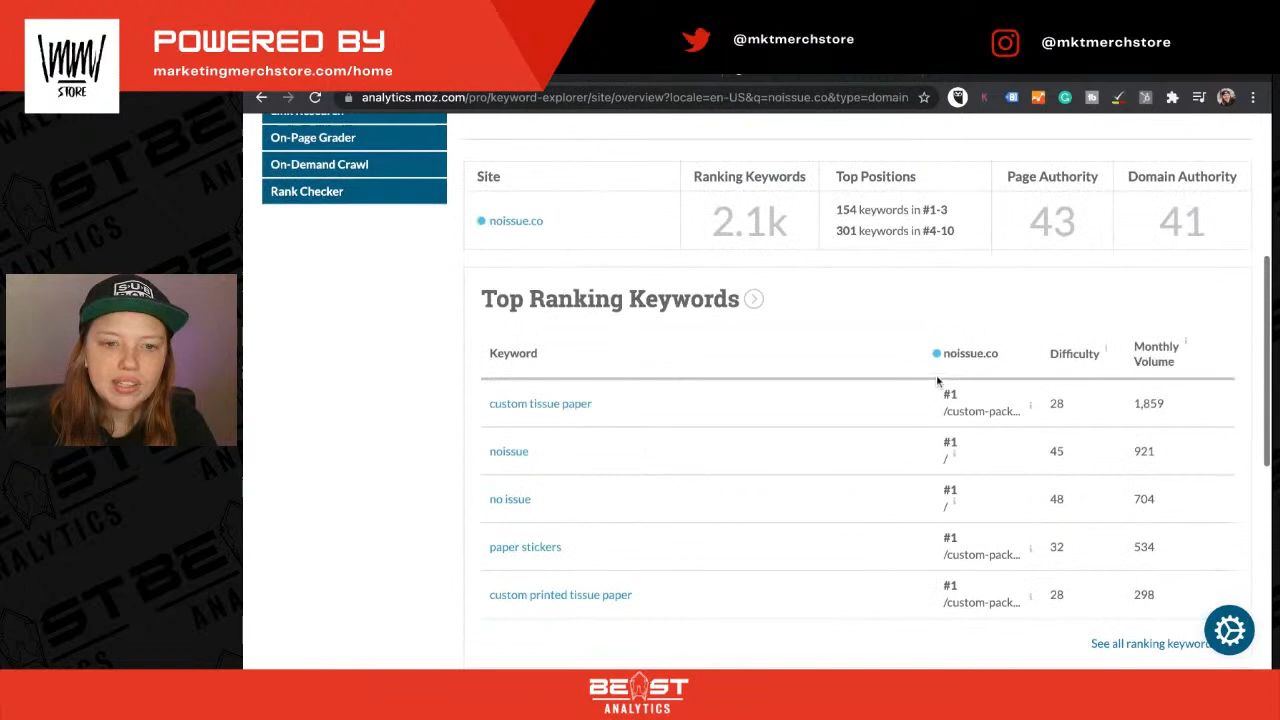 MM
STORE
POWERED BY
marketingmerchstore.com/home
@mktmerchstore
@mktmerchstore
analytics.moz.com/pro/keyword-explorer/site/overview?locale=en-US&q=noissue.co&type=domain
On-Page Grader
On-Demand Crawl
Rank Checker
Site Ranking Keywords Top Positions Page Authority Domain Authority
noissue.co 2.1k 154 keywords in #1-3 43 41
301 keywords in #4-10
Top Ranking Keywords
Keyword noissue.co Difficulty Monthly Volume
custom tissue paper #1 /custom-pack... 28 1,859
noissue #1 / 45 921
no issue #1 / 48 704
paper stickers #1 /custom-pack... 32 534
custom printed tissue paper #1 /custom-pack... 28 298
See all ranking keyword
BEAST
ANALYTICS